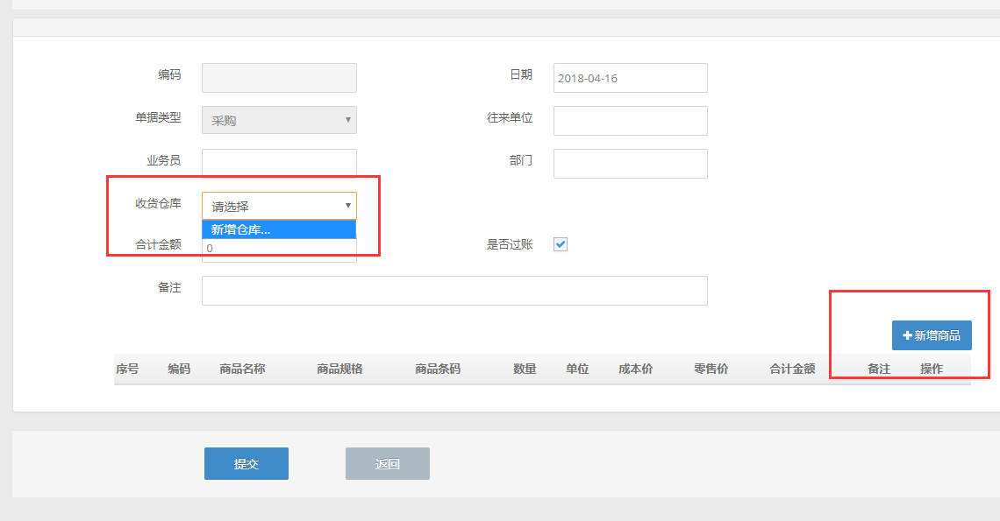 编码 日期 2018-04-16
单据类型 采购 往来单位
业务员 部门
收货仓库 请选择
新增仓库...
合计金额 0 是否过账
备注
新增商品
序号 编码 商品名称 商品规格 商品条码 数量 单位 成本价 零售价 合计金额 备注 操作
提交 返回